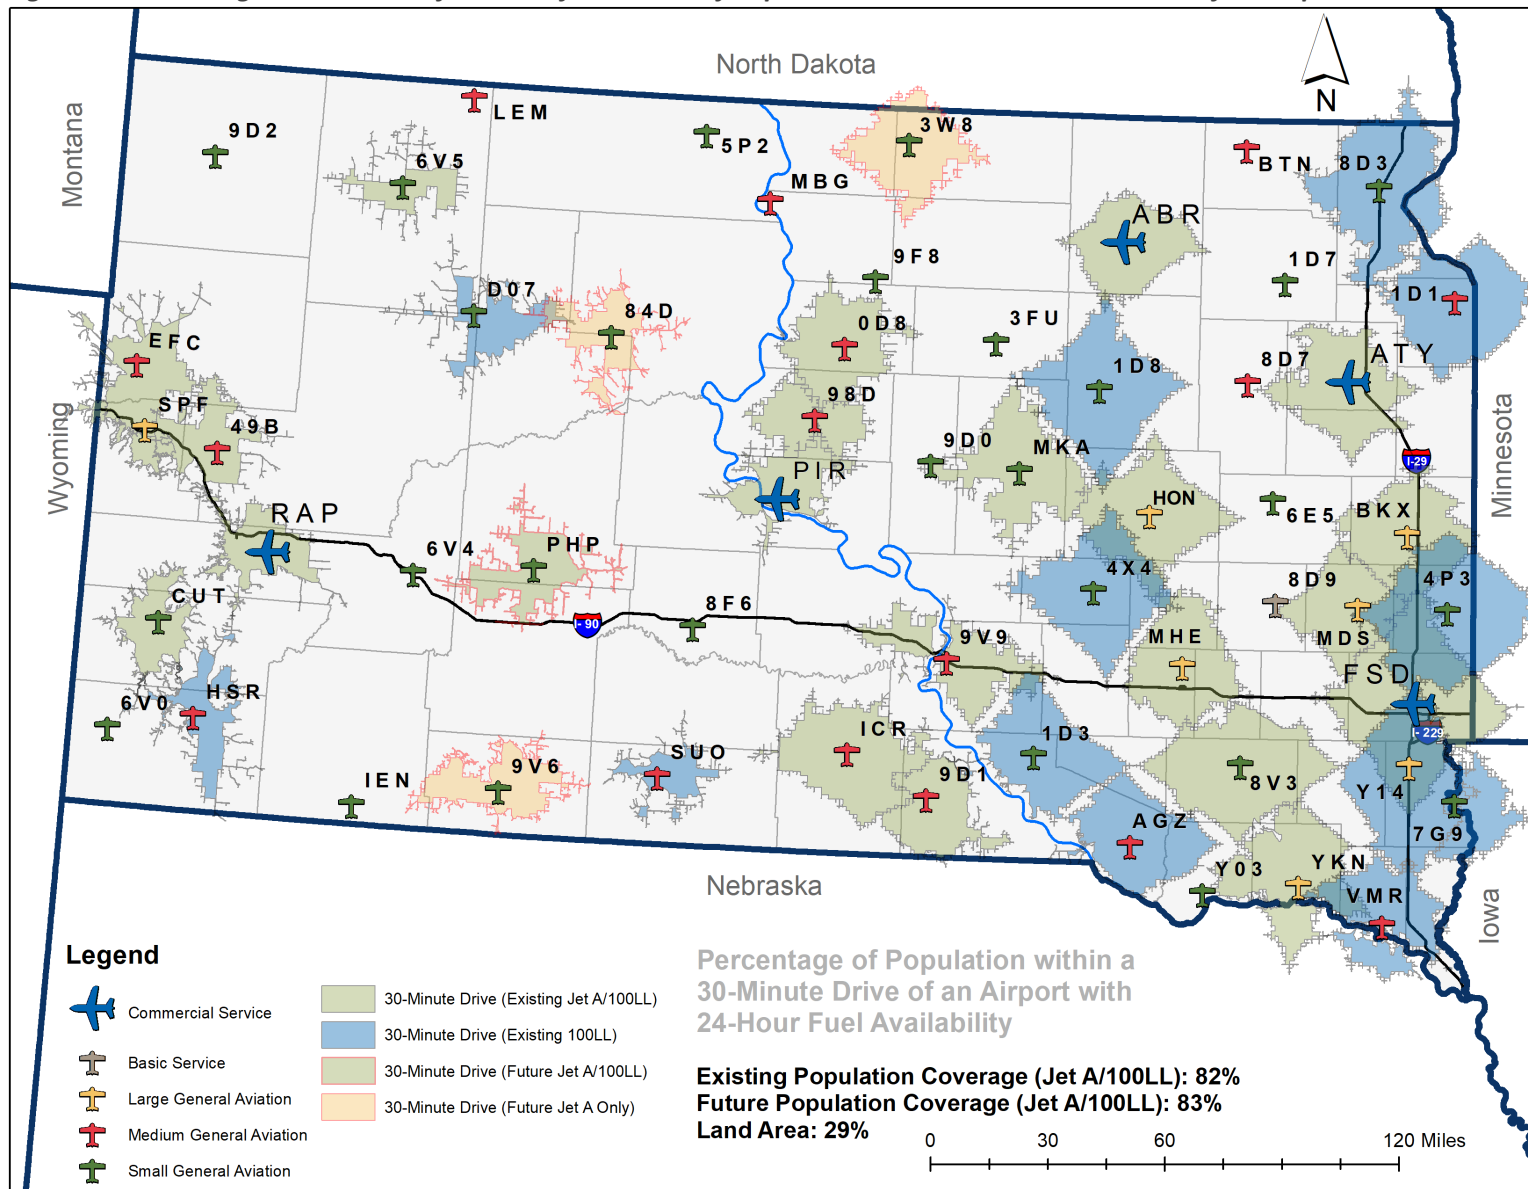 North Dakota
Montana
LEM
9D2
5P2
3W8
6V5
BTN
8D3
MBG
ABR
N
9F8
1D7
D07
1D1
84D
0D8
3FU
EFC
ATY
8D7
1D8
SPF
98D
49B
9D0
MKA
Wyoming
Minnesota
I-29
PIR
HON
RAP
6E5
BKX
6V4
PHP
4X4
8D9
4P3
CUT
8F6
I-90
9V9
MHE
MDS
FSD
6V0
HSR
ICR
1D3
I-229
SUO
9V6
IEN
9D1
8V3
Y14
AGZ
7G9
Nebraska
Y03
YKN
VMR
Iowa
Legend
Commercial Service
Basic Service
Large General Aviation
Medium General Aviation
Small General Aviation
30-Minute Drive (Existing Jet A/100LL)
30-Minute Drive (Existing 100LL)
30-Minute Drive (Future Jet A/100LL)
30-Minute Drive (Future Jet A Only)
Percentage of Population within a
30-Minute Drive of an Airport with
24-Hour Fuel Availability
Existing Population Coverage (Jet A/100LL): 82%
Future Population Coverage (Jet A/100LL): 83%
Land Area: 29%
0 30 60 120 Miles